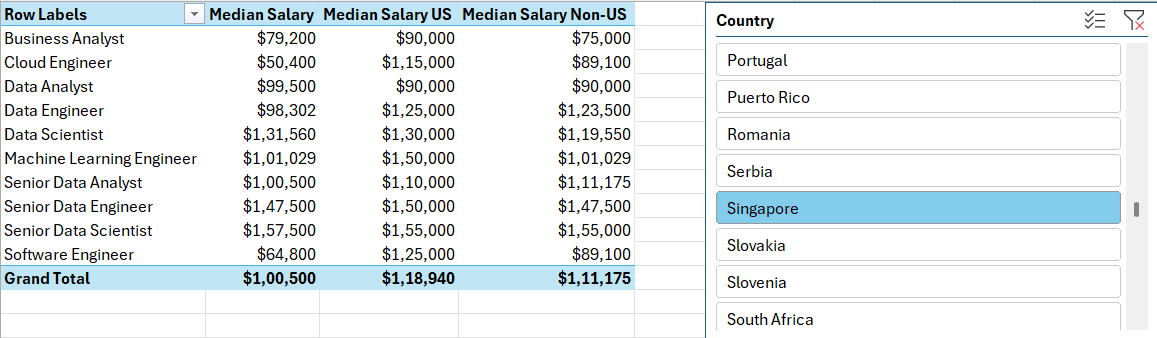 Row Labels Median Salary Median Salary US Median Salary Non-US
Business Analyst $79,200 $90,000 $75,000
Cloud Engineer $50,400 $1,15,000 $89,100
Data Analyst $99,500 $90,000 $90,000
Data Engineer $98,302 $1,25,000 $1,23,500
Data Scientist $1,31,560 $1,30,000 $1,19,550
Machine Learning Engineer $1,01,029 $1,50,000 $1,01,029
Senior Data Analyst $1,00,500 $1,10,000 $1,11,175
Senior Data Engineer $1,47,500 $1,50,000 $1,47,500
Senior Data Scientist $1,57,500 $1,55,000 $1,55,000
Software Engineer $64,800 $1,25,000 $89,100
Grand Total $1,00,500 $1,18,940 $1,11,175
Country
Portugal
Puerto Rico
Romania
Serbia
Singapore
Slovakia
Slovenia
South Africa